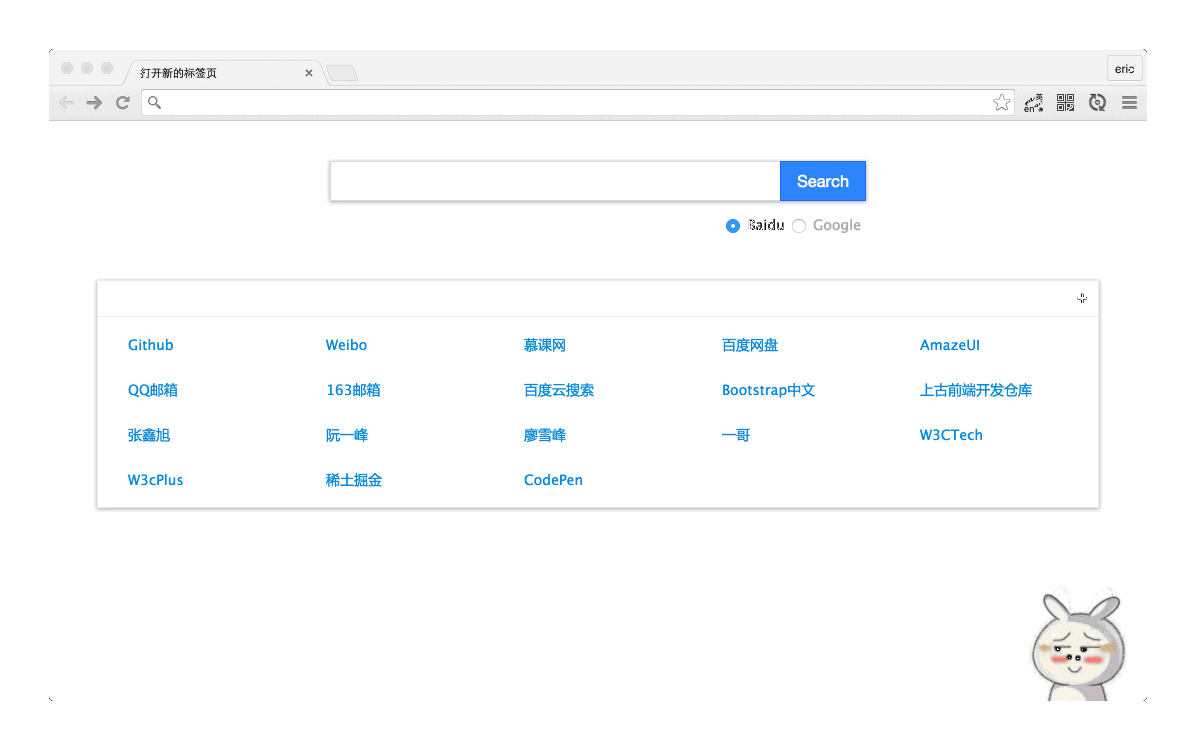 打开新的标签页
eric
英
en
Search
Baidu Google
Github Weibo 慕课网 百度网盘 AmazeUI
QQ邮箱 163邮箱 百度云搜索 Bootstrap中文 上古前端开发仓库
张鑫旭 阮一峰 廖雪峰 一哥 W3CTech
W3cPlus 稀土掘金 CodePen